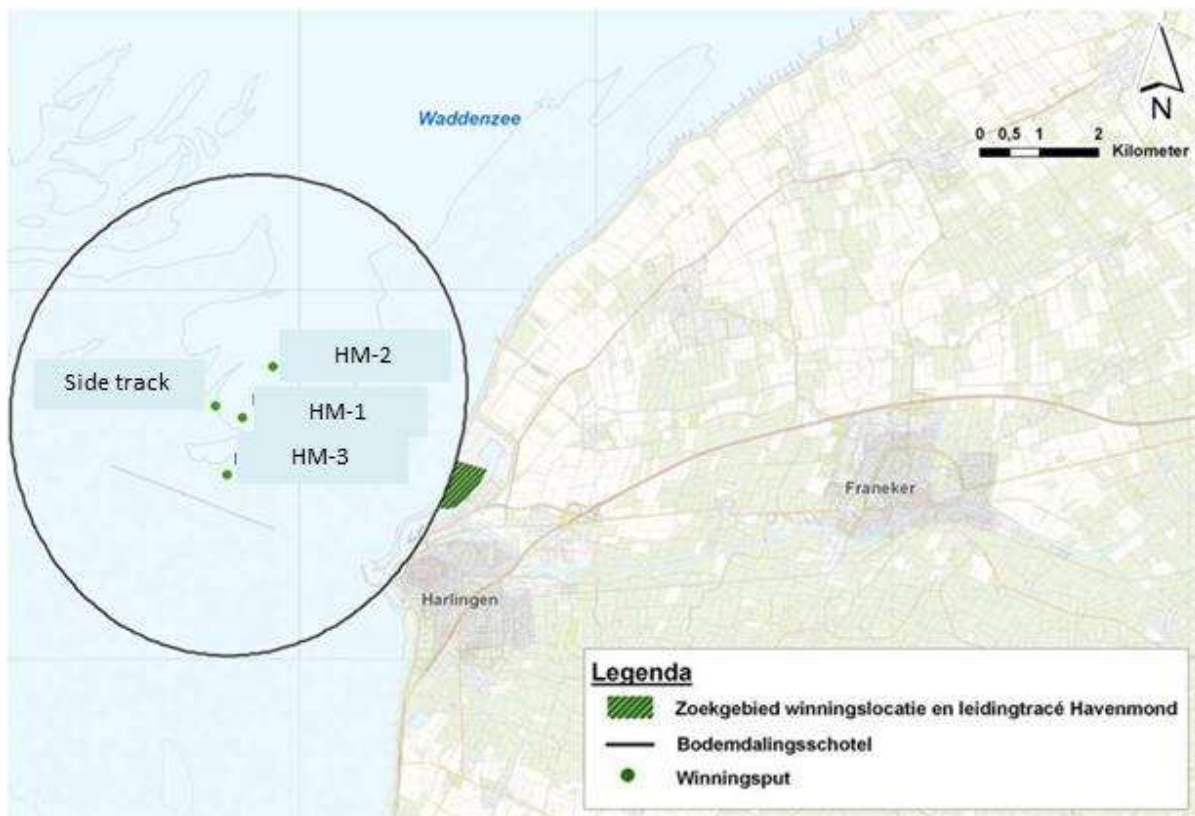 Waddenzee
N
0 0,5 1 2
Kilometer
HM-2
Side track
HM-1
HM-3
Franeker
Harlingen
Legenda
Zoekgebied winningslocatie en leidingtracé Havenmond
Bodemdalingsschotel
Winningsput